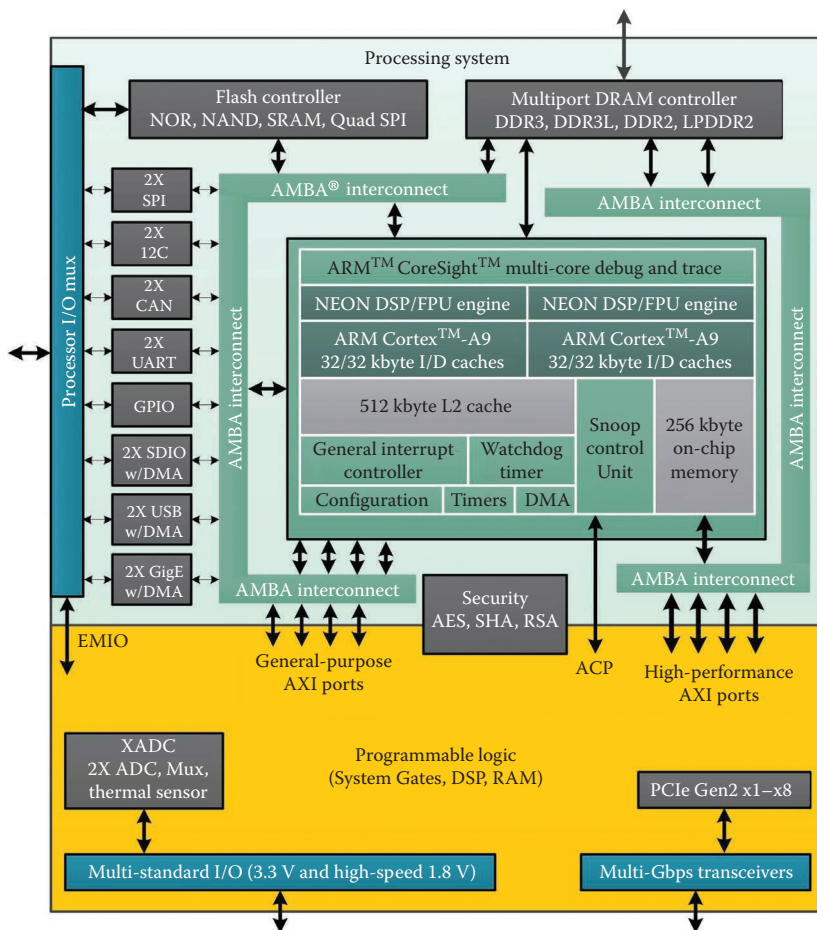 Processing system
Flash controller
NOR, NAND, SRAM, Quad SPI
Multiport DRAM controller
DDR3, DDR3L, DDR2, LPDDR2
Processor I/O mux
2X
SPI
2X
12C
2X
CAN
2X
UART
GPIO
2X SDIO
w/DMA
2X USB
w/DMA
2X GigE
w/DMA
AMBA® interconnect
AMBA interconnect
AMBA interconnect
AMBA interconnect
ARM™ CoreSight™ multi-core debug and trace
NEON DSP/FPU engine
NEON DSP/FPU engine
ARM Cortex™-A9
32/32 kbyte I/D caches
ARM Cortex™-A9
32/32 kbyte I/D caches
512 kbyte L2 cache
Snoop
control
Unit
256 kbyte
on-chip
memory
General interrupt
controller
Watchdog
timer
Configuration
Timers
DMA
AMBA interconnect
AMBA interconnect
Security
AES, SHA, RSA
EMIO
General-purpose
AXI ports
ACP
High-performance
AXI ports
XADC
2X ADC, Mux,
thermal sensor
Programmable logic
(System Gates, DSP, RAM)
PCIe Gen2 x1–x8
Multi-standard I/O (3.3 V and high-speed 1.8 V)
Multi-Gbps transceivers